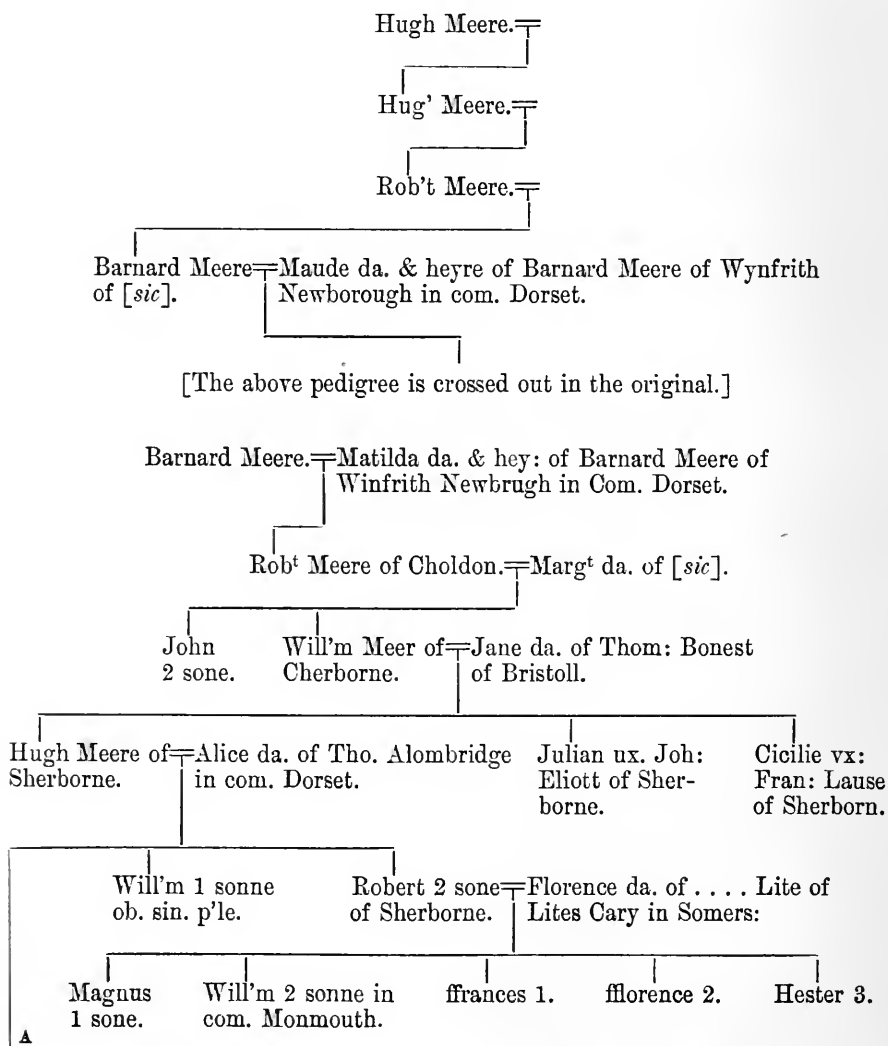 Hugh Meere.
Hug' Meere.
Rob't Meere.
Barnard Meere Maude da. & heyre of Barnard Meere of Wynfrith
of [sic]. Newborough in com. Dorset.
[The above pedigree is crossed out in the original.]
Barnard Meere. Matilda da. & hey: of Barnard Meere of
Winfrith Newbrugh in Com. Dorset.
Robᵗ Meere of Choldon. Margᵗ da. of [sic].
John Will'm Meer of Jane da. of Thom: Bonest
2 sone. Cherborne. of Bristoll.
Hugh Meere of Alice da. of Tho. Alombridge Julian ux. Joh: Cicilie vx:
Sherborne. in com. Dorset. Eliott of Sher- Fran: Lause
borne. of Sherborn.
Will'm 1 sonne Robert 2 sone Florence da. of . . . . Lite of
ob. sin. p'le. of Sherborne. Lites Cary in Somers:
Magnus Will'm 2 sonne in ffrances 1. fflorence 2. Hester 3.
1 sone. com. Monmouth.
A